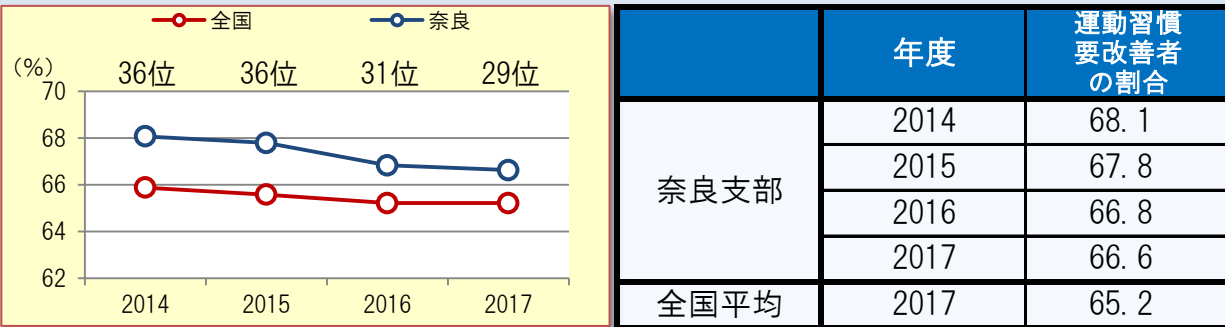 全国 奈良
(%) 36位 36位 31位 29位
70
68
66
64
62
2014 2015 2016 2017
年度 運動習慣
要改善者
の割合
奈良支部
2014 68.1
2015 67.8
2016 66.8
2017 66.6
全国平均 2017 65.2